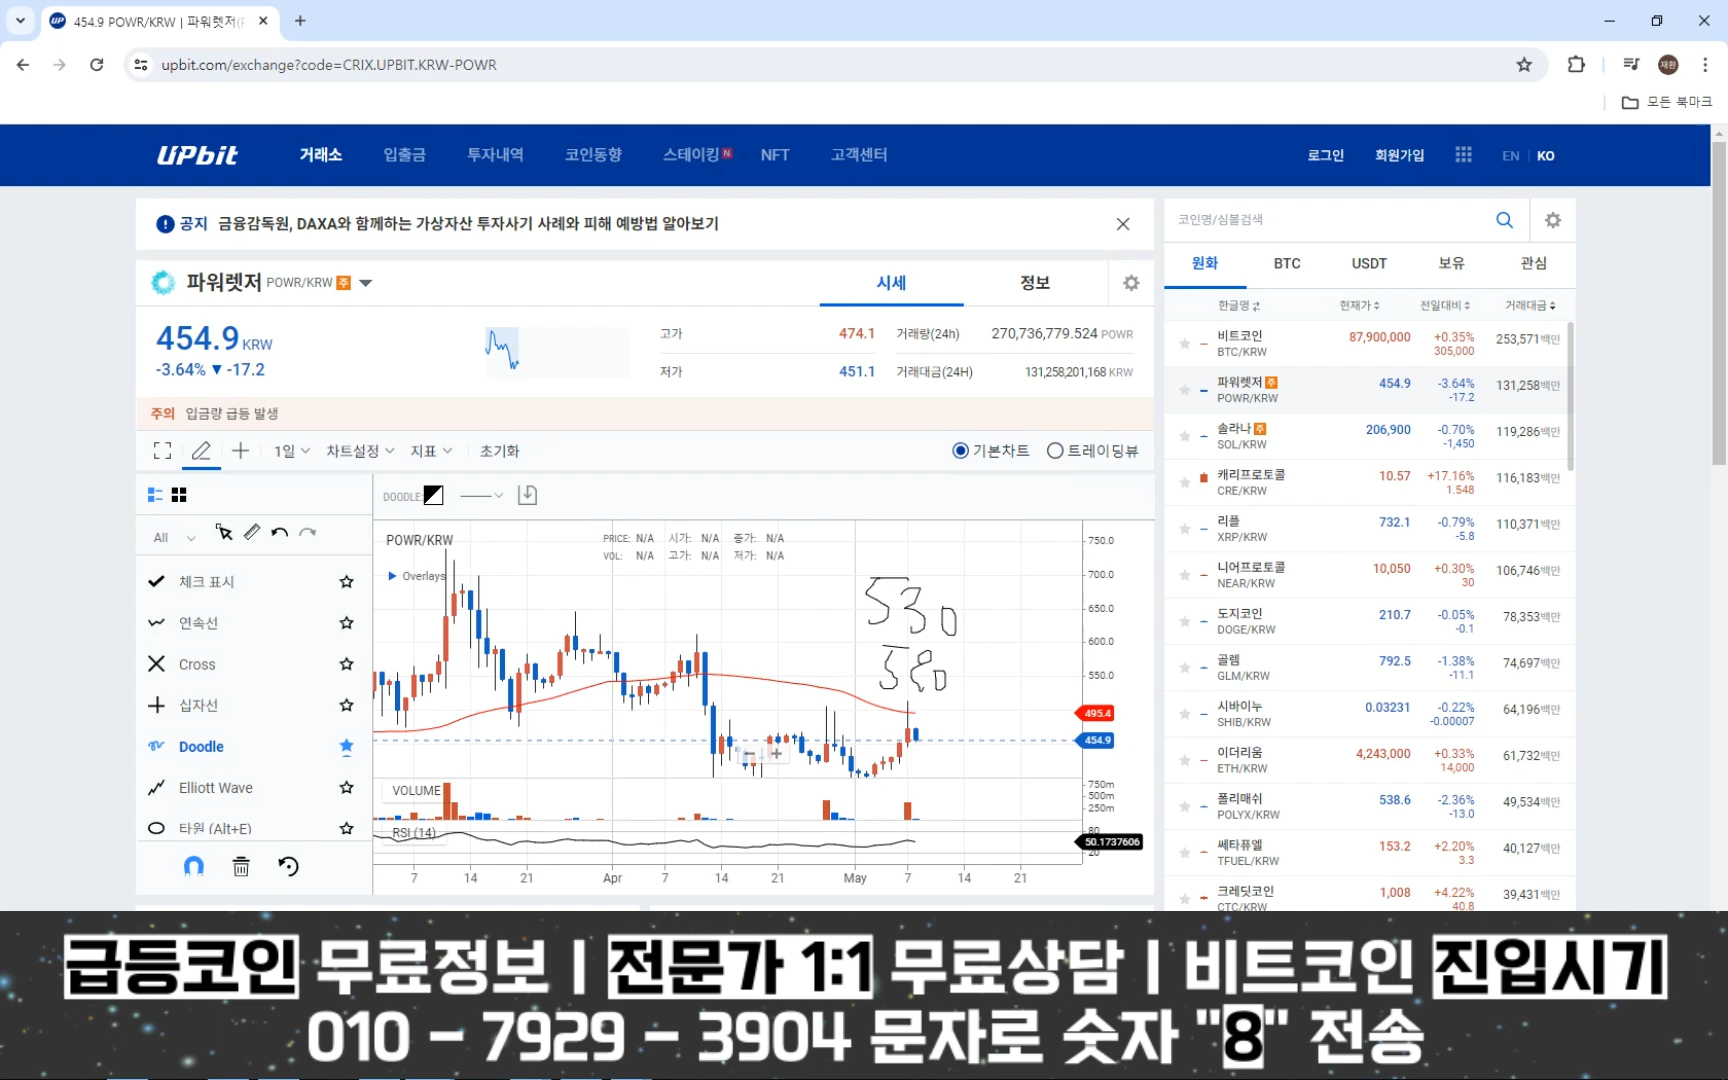 454.9 POWR/KRW | 파워렛저(F
upbit.com/exchange?code=CRIX.UPBIT.KRW-POWR
재환
모든 북마크
UPbit 거래소 입출금 투자내역 코인동향 스테이킹 N NFT 고객센터 로그인 회원가입 EN KO
공지 금융감독원, DAXA와 함께하는 가상자산 투자사기 사례와 피해 예방법 알아보기
파워렛저 POWR/KRW 주 시세 정보
454.9 KRW
-3.64% ▼ -17.2
고가 474.1 거래량(24h) 270,736,779.524 POWR
저가 451.1 거래대금(24H) 131,258,201,168 KRW
주의 입금량 급등 발생
1일 차트설정 지표 초기화 기본차트 트레이딩뷰
DOODLE:
All
체크 표시
연속선
Cross
십자선
Doodle
Elliott Wave
타원 (Alt+E)
POWR/KRW
PRICE: N/A 시가: N/A 종가: N/A
VOL: N/A 고가: N/A 저가: N/A
Overlays
530
580
750.0
700.0
650.0
600.0
550.0
495.4
454.9
VOLUME
750m
500m
250m
RSI (14)
80
50.1737606
20
7 14 21 Apr 7 14 21 May 7 14 21
코인명/심볼검색
원화 BTC USDT 보유 관심
한글명 현재가 전일대비 거래대금
비트코인 87,900,000 +0.35% 253,571백만
BTC/KRW 305,000
파워렛저 주 454.9 -3.64% 131,258백만
POWR/KRW -17.2
솔라나 주 206,900 -0.70% 119,286백만
SOL/KRW -1,450
캐리프로토콜 10.57 +17.16% 116,183백만
CRE/KRW 1.548
리플 732.1 -0.79% 110,371백만
XRP/KRW -5.8
니어프로토콜 10,050 +0.30% 106,746백만
NEAR/KRW 30
도지코인 210.7 -0.05% 78,353백만
DOGE/KRW -0.1
골렘 792.5 -1.38% 74,697백만
GLM/KRW -11.1
시바이누 0.03231 -0.22% 64,196백만
SHIB/KRW -0.00007
이더리움 4,243,000 +0.33% 61,732백만
ETH/KRW 14,000
폴리매쉬 538.6 -2.36% 49,534백만
POLYX/KRW -13.0
쎄타퓨엘 153.2 +2.20% 40,127백만
TFUEL/KRW 3.3
크레딧코인 1,008 +4.22% 39,431백만
CTC/KRW 40.8
급등코인 무료정보 | 전문가 1:1 무료상담 | 비트코인 진입시기
010 - 7929 - 3904 문자로 숫자 "8" 전송